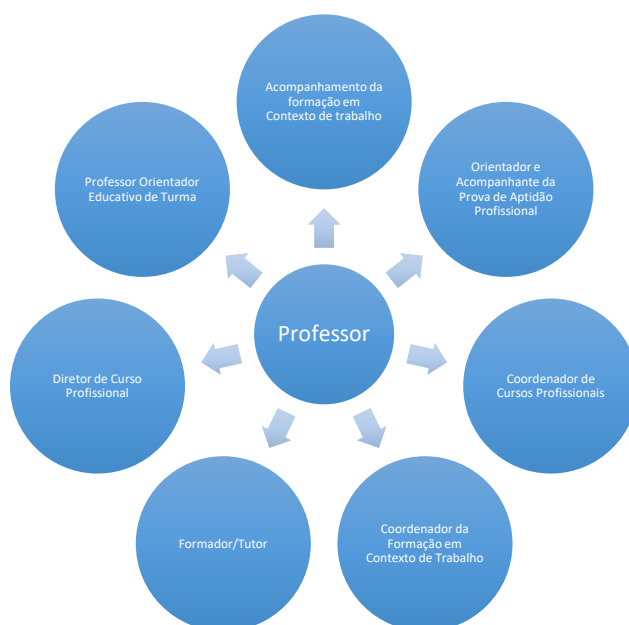 Acompanhamento da
formação em
Contexto de trabalho
Orientador e
Acompanhante da
Prova de Aptidão
Profissional
Coordenador de
Cursos Profissionais
Coordenador da
Formação em
Contexto de Trabalho
Formador/Tutor
Diretor de Curso
Profissional
Professor Orientador
Educativo de Turma
Professor